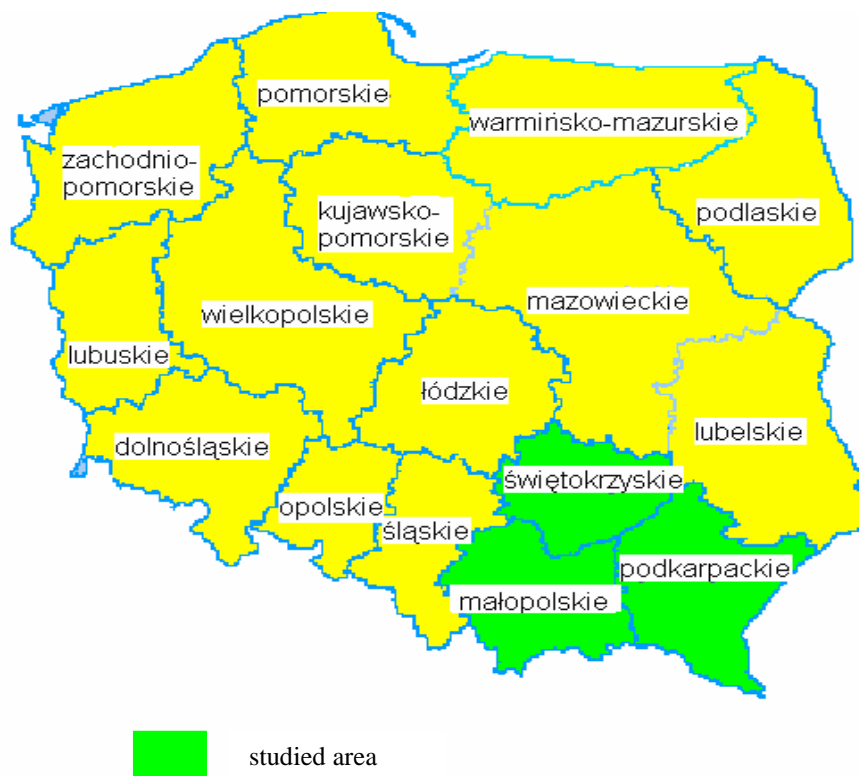 pomorskie
warmińsko-mazurskie
zachodnio-
pomorskie
kujawsko-
pomorskie
podlaskie
mazowieckie
wielkopolskie
lubuskie
łódzkie
lubelskie
dolnośląskie
świętokrzyskie
opolskie
śląskie
podkarpackie
małopolskie
studied area